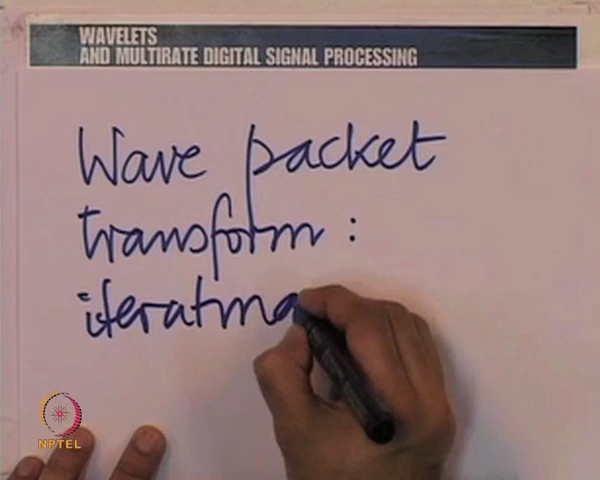 WAVELETS
AND MULTIRATE DIGITAL SIGNAL PROCESSING
Wave packet
transform :
NPTEL